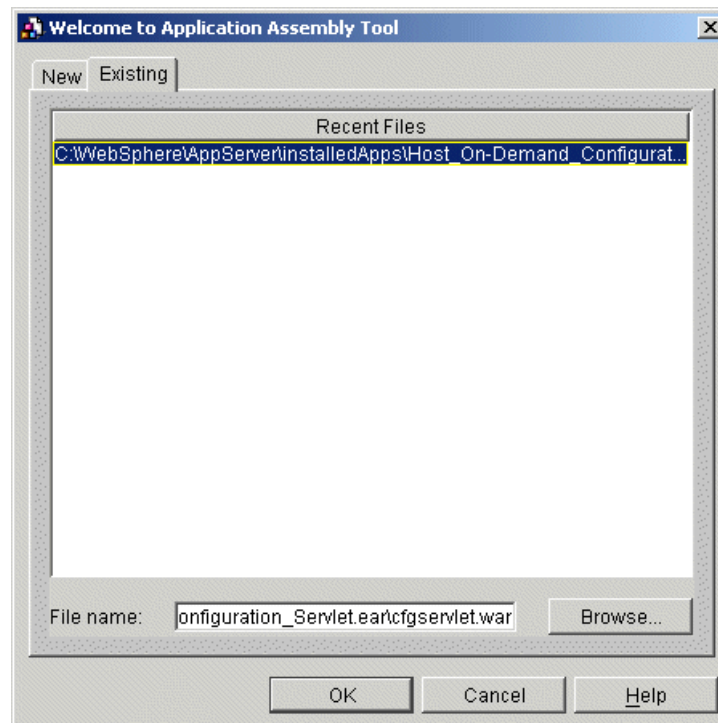 Welcome to Application Assembly Tool
New Existing
Recent Files
C:\WebSphere\AppServer\installedApps\Host_On-Demand_Configurat...
File name: onfiguration_Servlet.ear\cfgservlet.war Browse...
OK Cancel Help